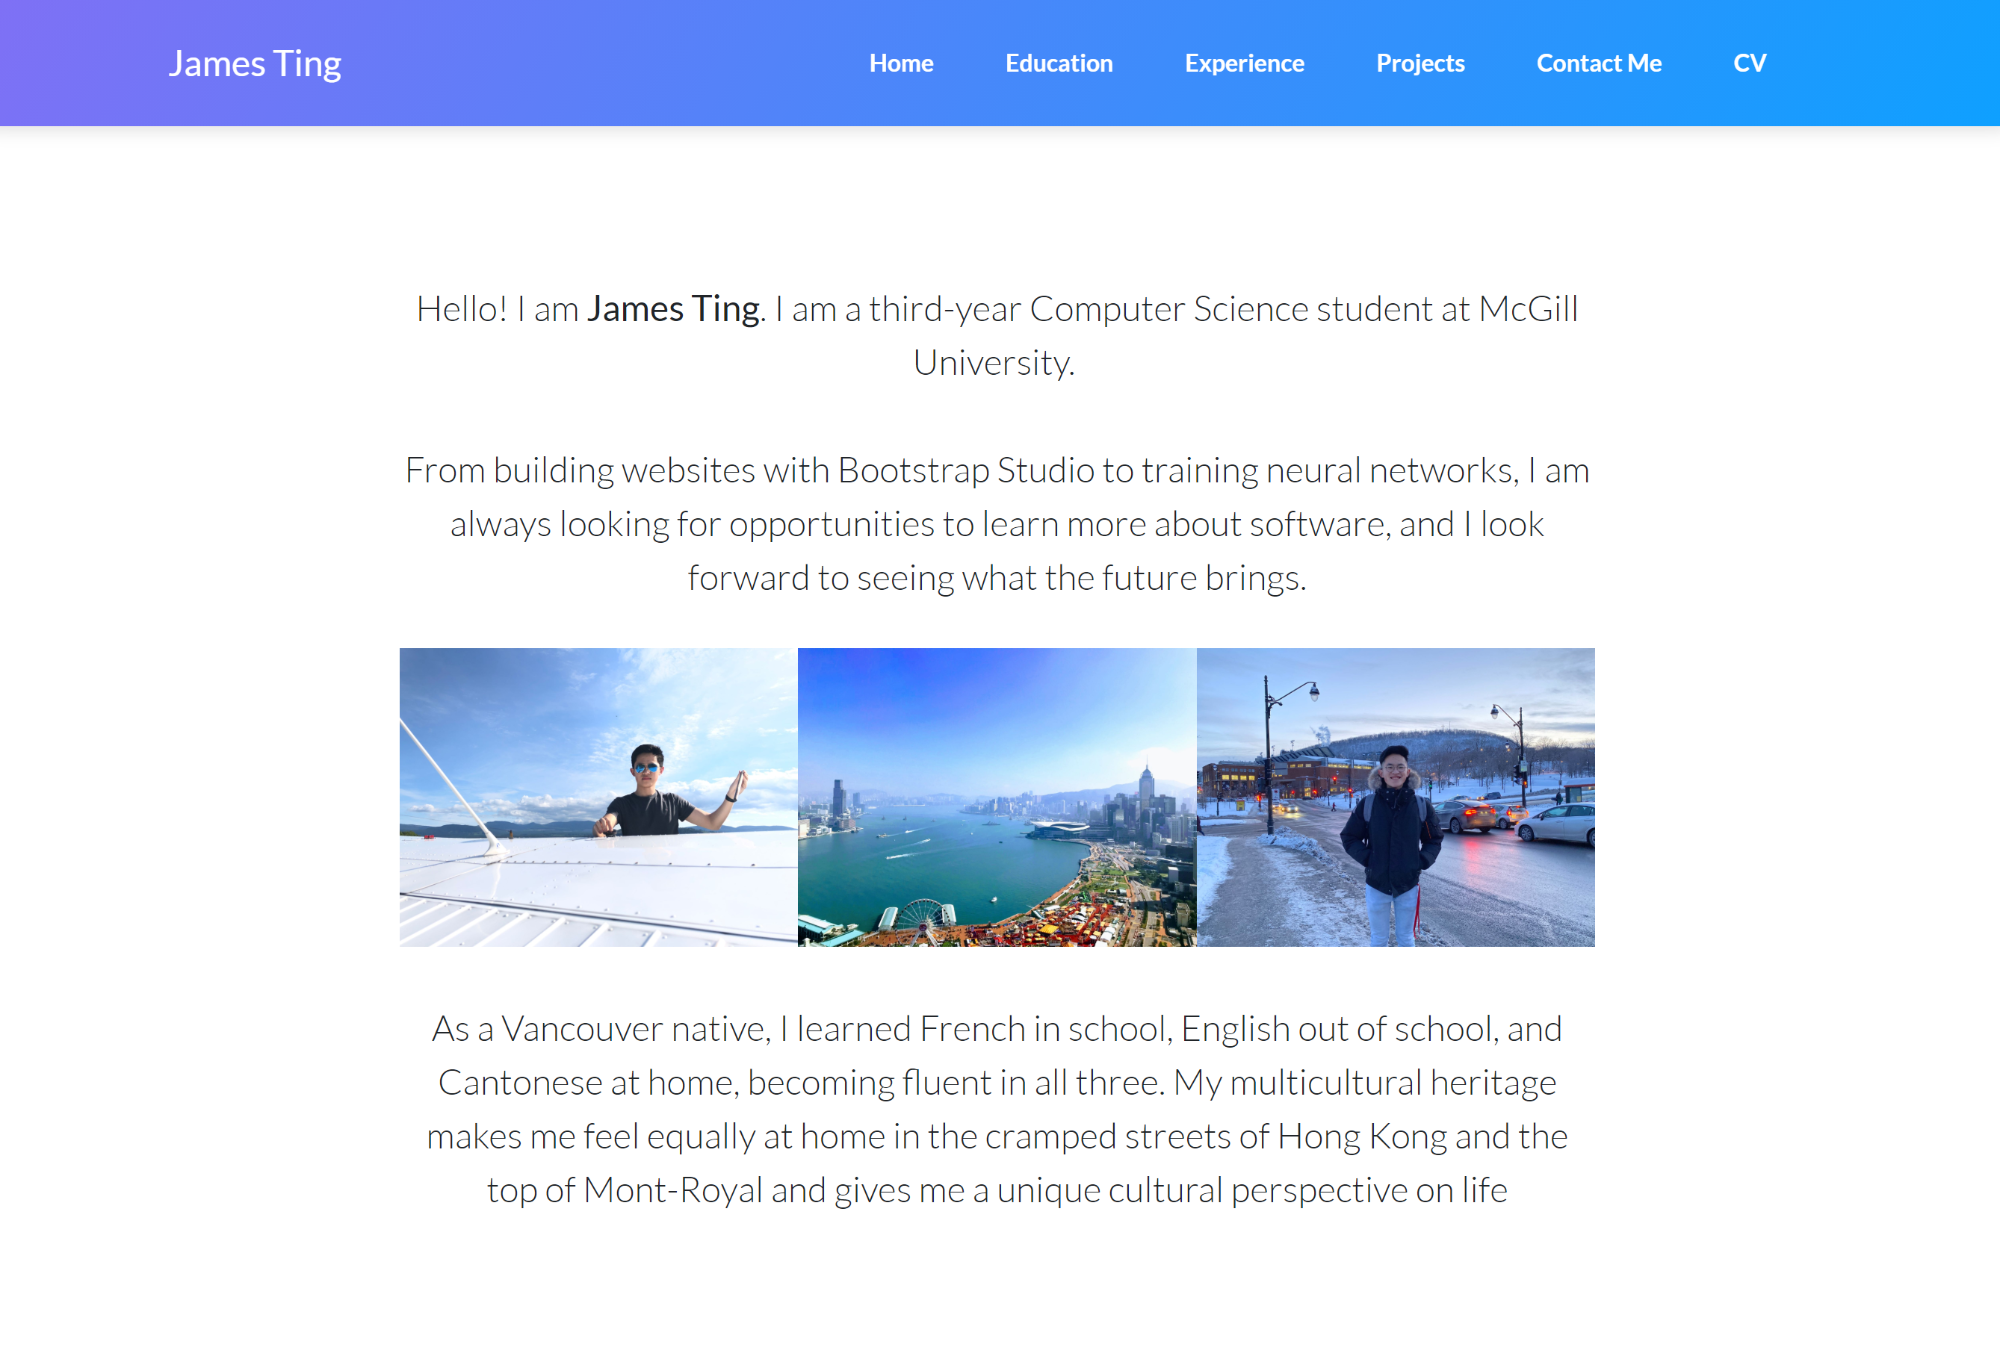 James Ting
Home Education Experience Projects Contact Me CV
Hello! I am James Ting. I am a third-year Computer Science student at McGill
University.
From building websites with Bootstrap Studio to training neural networks, I am
always looking for opportunities to learn more about software, and I look
forward to seeing what the future brings.
As a Vancouver native, I learned French in school, English out of school, and
Cantonese at home, becoming fluent in all three. My multicultural heritage
makes me feel equally at home in the cramped streets of Hong Kong and the
top of Mont-Royal and gives me a unique cultural perspective on life